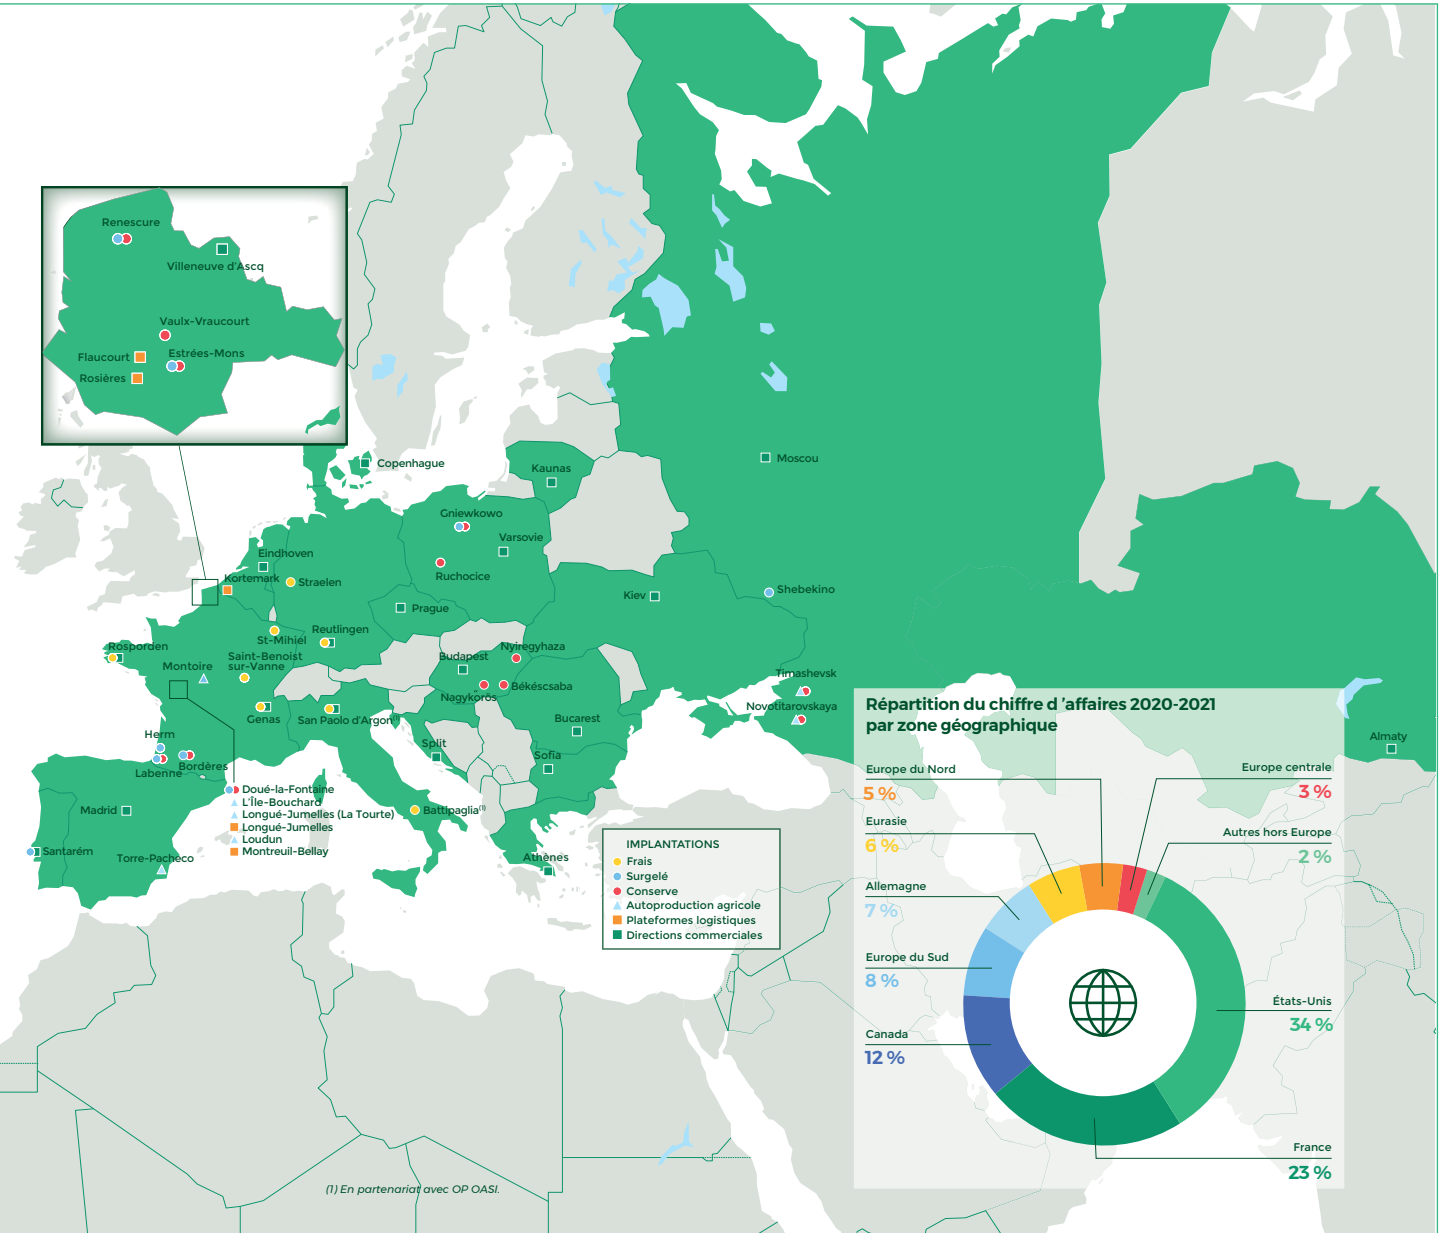 Renescure
Villeneuve d'Ascq
Vaulx-Vraucourt
Flaucourt
Estrées-Mons
Rosières
Copenhague
Kaunas
Moscou
Gniewkowo
Varsovie
Eindhoven
Kortemark
Straelen
Ruchocice
Prague
Kiev
Shebekino
Rosporden
St-Mihiel
Reutlingen
Montoire
Saint-Benoist
sur-Vanne
Budapest
Nyiregyhaza
Nagykőrös
Békéscsaba
Timashevsk
Novotitarovskaya
Genas
San Paolo d'Argon(1)
Bucarest
Herm
Labenne
Bordères
Split
Sofia
Almaty
Madrid
Doué-la-Fontaine
L'Île-Bouchard
Longué-Jumelles (La Tourte)
Longué-Jumelles
Loudun
Montreuil-Bellay
Battipaglia(1)
Santarém
Torre-Pacheco
Athènes
IMPLANTATIONS
Frais
Surgelé
Conserve
Autoproduction agricole
Plateformes logistiques
Directions commerciales
Répartition du chiffre d 'affaires 2020-2021
par zone géographique
Europe du Nord
5 %
Eurasie
6 %
Allemagne
7 %
Europe du Sud
8 %
Canada
12 %
Europe centrale
3 %
Autres hors Europe
2 %
États-Unis
34 %
France
23 %
(1) En partenariat avec OP OASI.